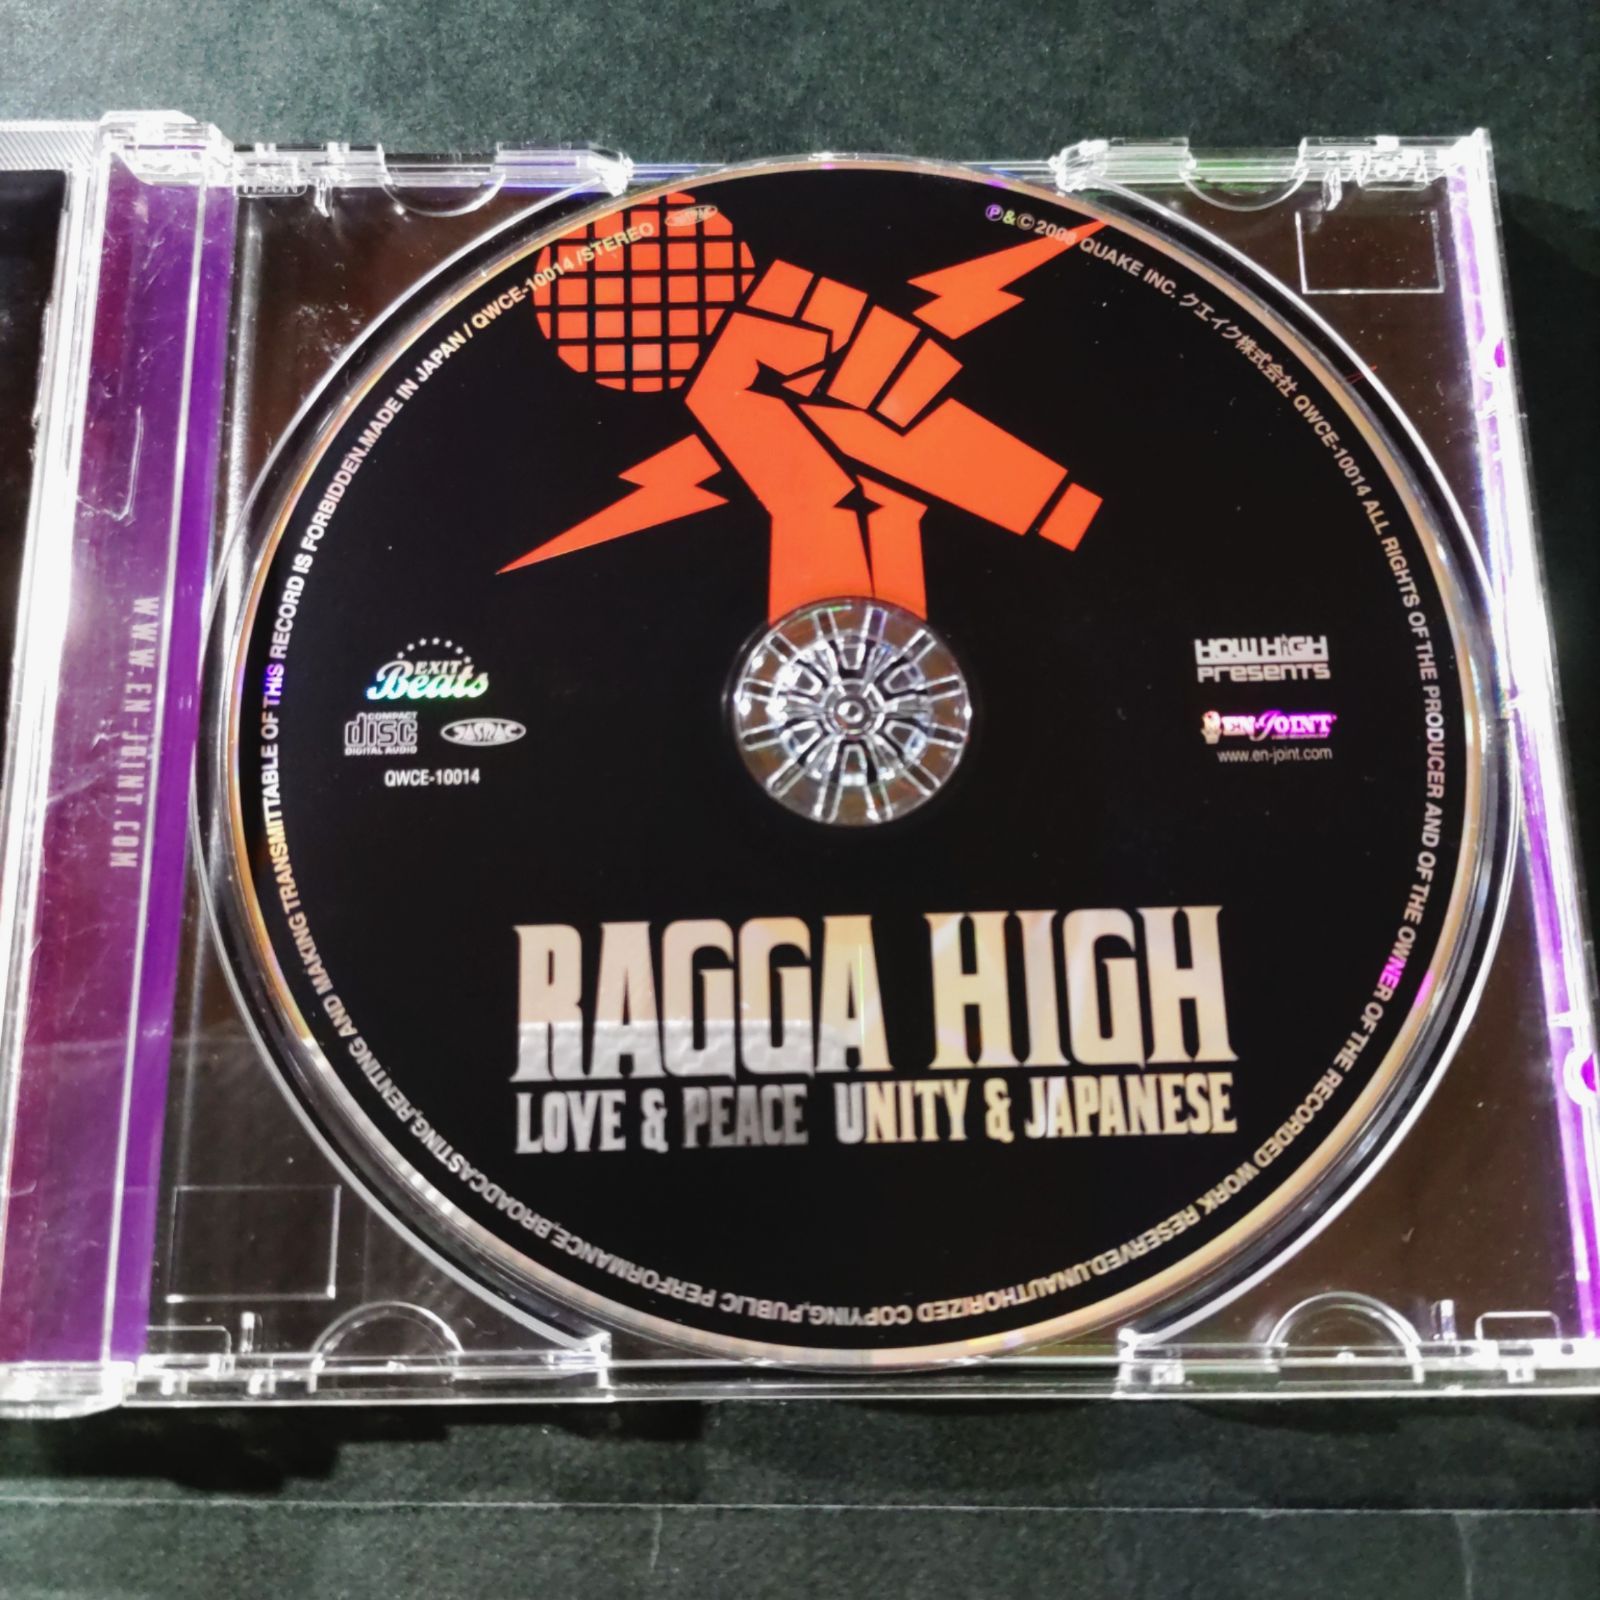 ℗&© 2008 QUAKE INC. クエイク株式会社 QWCE-10014 ALL RIGHTS OF THE PRODUCER AND OF THE OWNER OF THE RECORDED WORK RESERVED.UNAUTHORIZED COPYING,PUBLIC PERFORMANCE,BROADCASTING,RENTING AND MAKING TRANSMITTABLE OF THIS RECORD IS FORBIDDEN.MADE IN JAPAN / QWCE-10014 /STEREO JASRAC
EXIT
Beats
COMPACT
disc
DIGITAL AUDIO
JASRAC
QWCE-10014
HOW HiGH
presents
EN-JOINT
www.en-joint.com
RAGGA HIGH
LOVE & PEACE UNITY & JAPANESE
WWW.EN-JOINT.COM